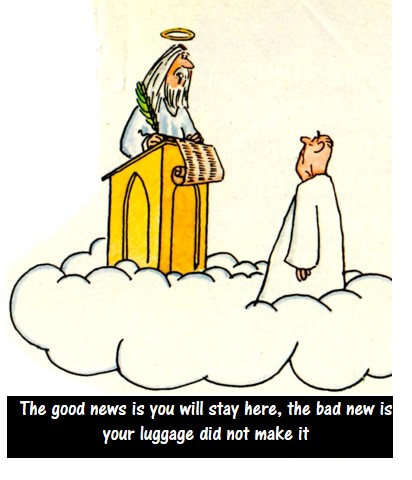 The good news is you will stay here, the bad new is
your luggage did not make it